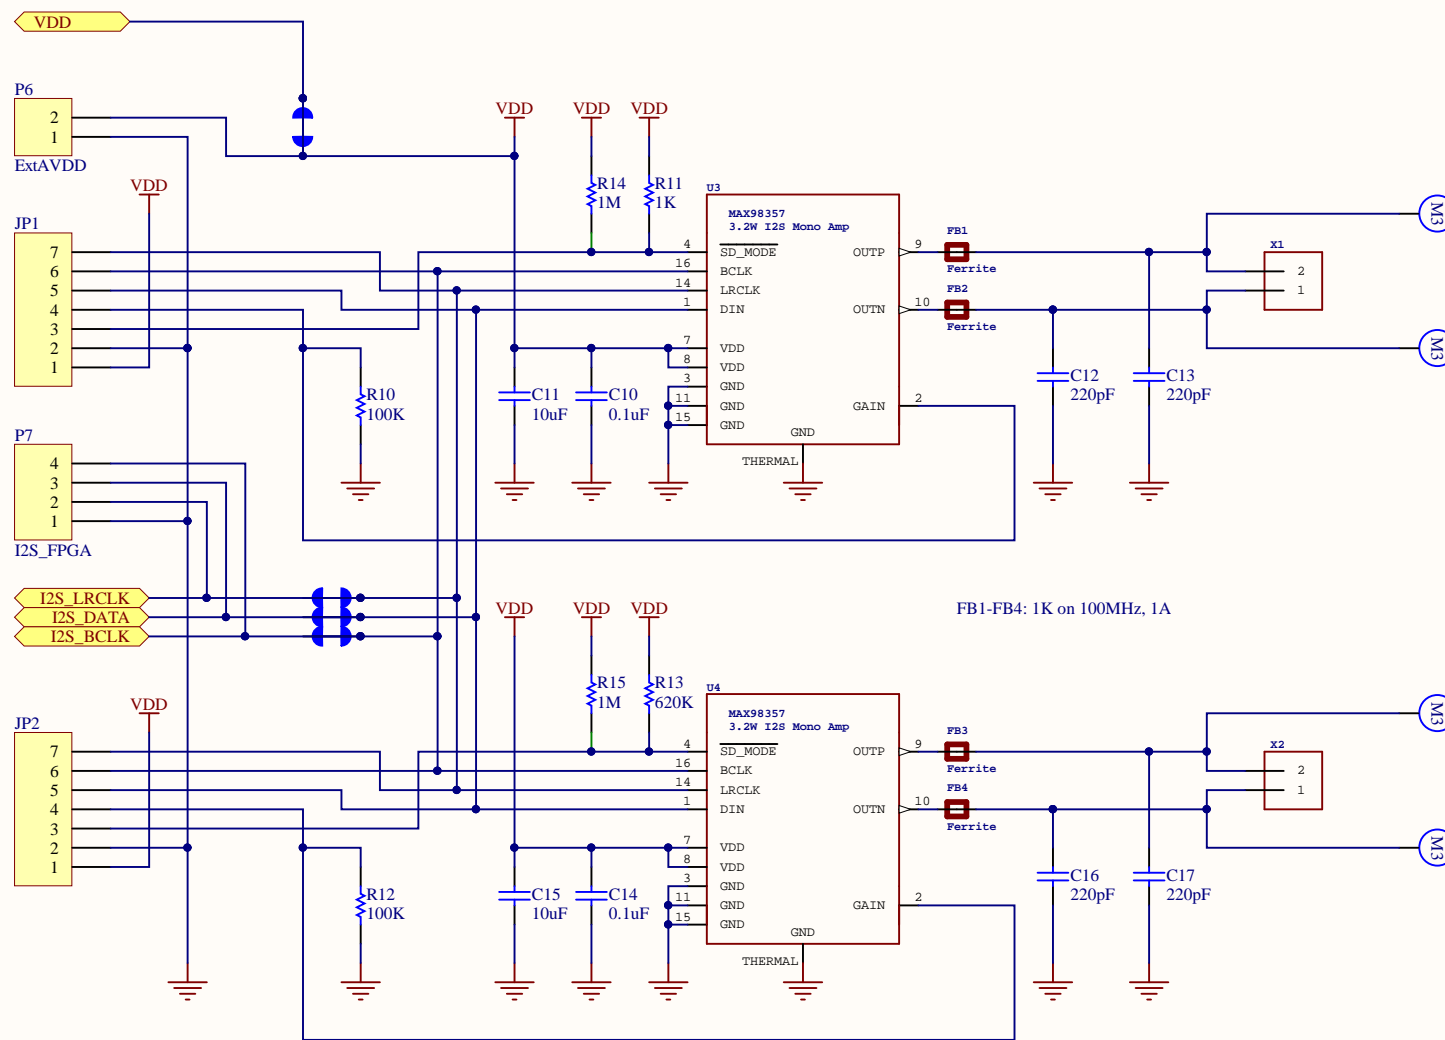 VDD
P6
2
1
ExtAVDD
VDD
JP1
7
6
5
4
3
2
1
P7
4
3
2
1
I2S_FPGA
I2S_LRCLK
I2S_DATA
I2S_BCLK
VDD
JP2
7
6
5
4
3
2
1
VDD
VDD
VDD
R14
1M
R11
1K
R10
100K
C11
10uF
C10
0.1uF
U3
MAX98357
3.2W I2S Mono Amp
4
SD_MODE
16
BCLK
14
LRCLK
1
DIN
7
VDD
8
VDD
3
GND
11
GND
15
GND
OUTP
9
OUTN
10
GAIN
2
GND
THERMAL
FB1
Ferrite
FB2
Ferrite
C12
220pF
C13
220pF
X1
2
1
M3
M3
FB1-FB4: 1K on 100MHz, 1A
VDD
VDD
VDD
R15
1M
R13
620K
R12
100K
C15
10uF
C14
0.1uF
U4
MAX98357
3.2W I2S Mono Amp
4
SD_MODE
16
BCLK
14
LRCLK
1
DIN
7
VDD
8
VDD
3
GND
11
GND
15
GND
OUTP
9
OUTN
10
GAIN
2
GND
THERMAL
FB3
Ferrite
FB4
Ferrite
C16
220pF
C17
220pF
X2
2
1
M3
M3